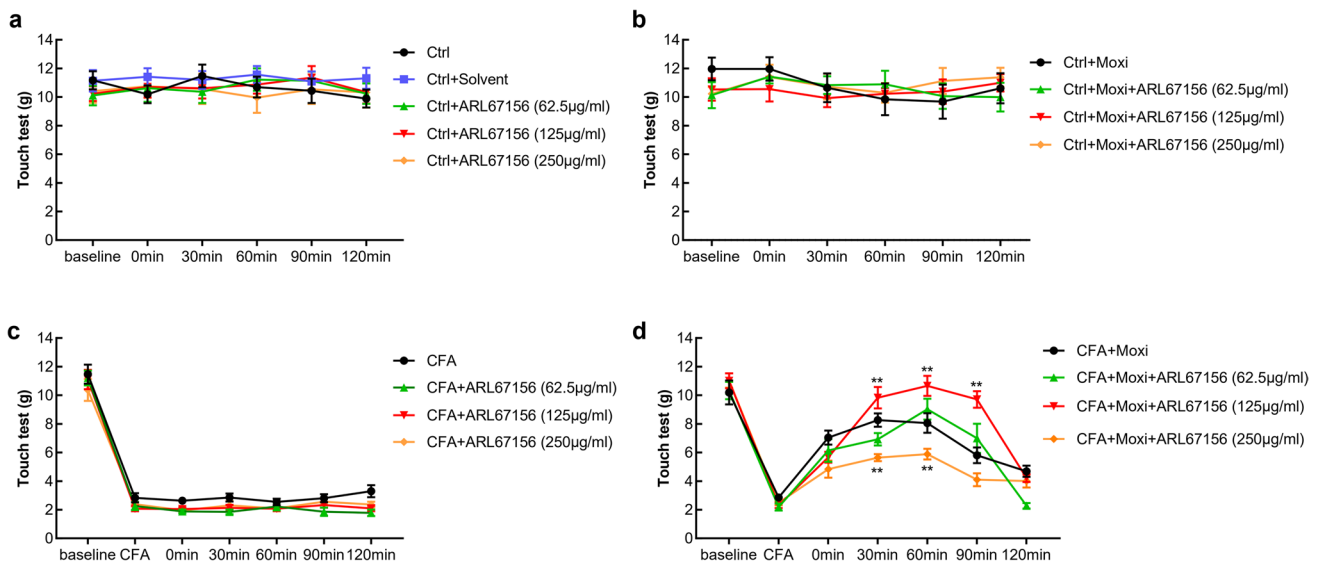 a
Touch test (g)
14
12
10
8
6
4
2
0
baseline 0min 30min 60min 90min 120min
Ctrl
Ctrl+Solvent
Ctrl+ARL67156 (62.5μg/ml)
Ctrl+ARL67156 (125μg/ml)
Ctrl+ARL67156 (250μg/ml)
b
Touch test (g)
14
12
10
8
6
4
2
0
baseline 0min 30min 60min 90min 120min
Ctrl+Moxi
Ctrl+Moxi+ARL67156 (62.5μg/ml)
Ctrl+Moxi+ARL67156 (125μg/ml)
Ctrl+Moxi+ARL67156 (250μg/ml)
c
Touch test (g)
14
12
10
8
6
4
2
0
baseline CFA 0min 30min 60min 90min 120min
CFA
CFA+ARL67156 (62.5μg/ml)
CFA+ARL67156 (125μg/ml)
CFA+ARL67156 (250μg/ml)
d
Touch test (g)
14
12
10
8
6
4
2
0
** ** **
** **
baseline CFA 0min 30min 60min 90min 120min
CFA+Moxi
CFA+Moxi+ARL67156 (62.5μg/ml)
CFA+Moxi+ARL67156 (125μg/ml)
CFA+Moxi+ARL67156 (250μg/ml)